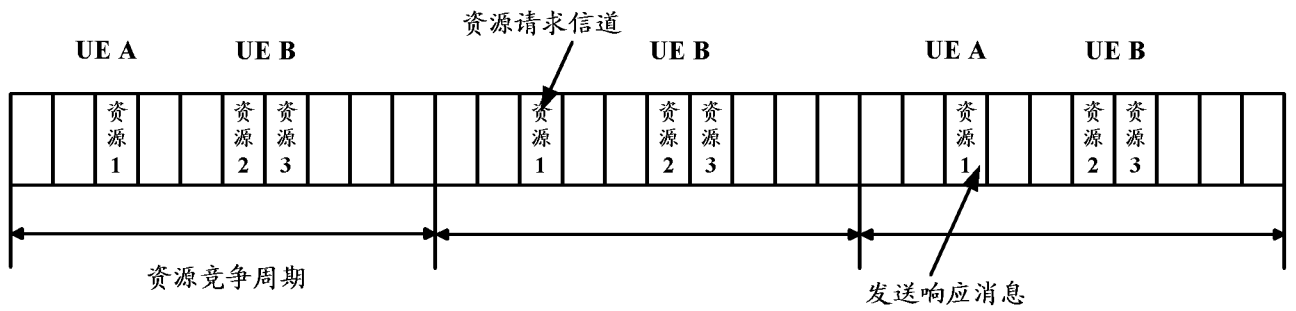 资源请求信道
UE A UE B UE B UE A UE B
资源1 资源2 资源3 资源1 资源2 资源3 资源1 资源2 资源3
资源竞争周期
发送响应消息